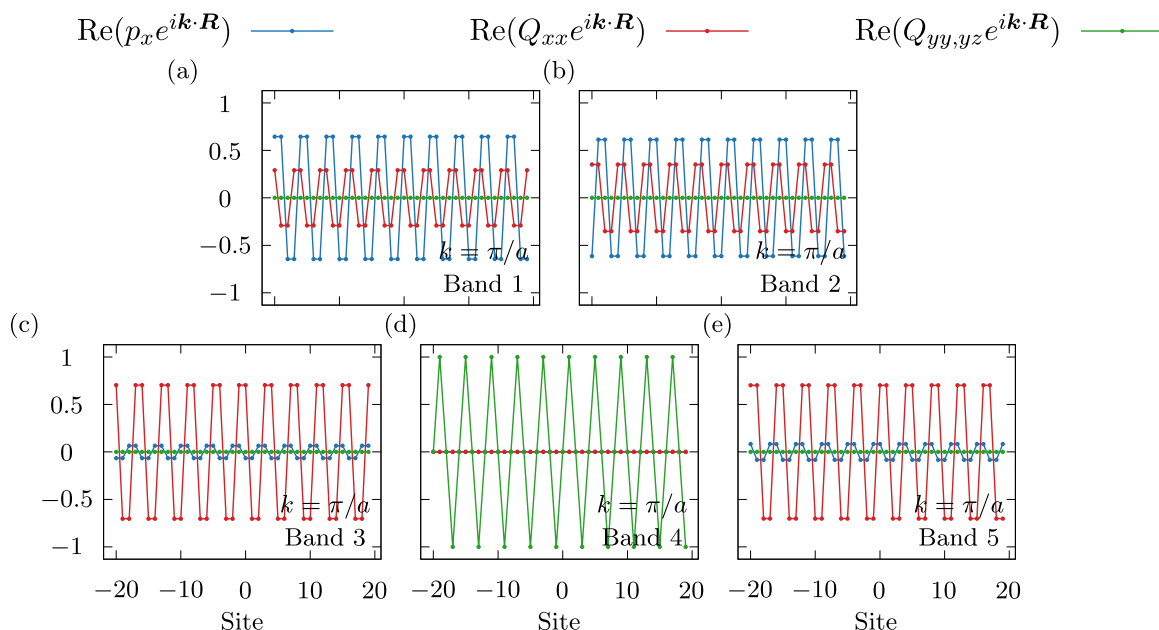 Re(p_x e^{i𝒌·𝑹}) Re(Q_{xx} e^{i𝒌·𝑹}) Re(Q_{yy,yz} e^{i𝒌·𝑹})
(a) (b)
1
0.5
0
−0.5
−1
k = π/a k = π/a
Band 1 Band 2
(c) (d) (e)
1
0.5
0
−0.5
−1
k = π/a k = π/a k = π/a
Band 3 Band 4 Band 5
−20 −10 0 10 20 −20 −10 0 10 20 −20 −10 0 10 20
Site Site Site